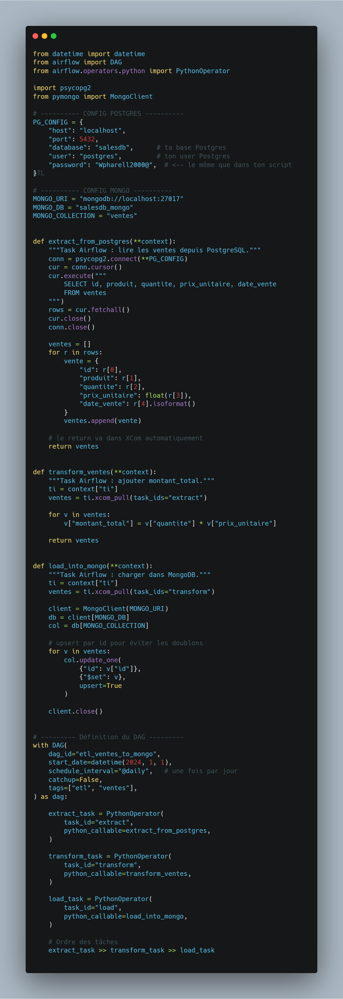 from datetime import datetime
from airflow import DAG
from airflow.operators.python import PythonOperator

import psycopg2
from pymongo import MongoClient

# ---------- CONFIG POSTGRES ----------
PG_CONFIG = {
    "host": "localhost",
    "port": 5432,
    "database": "salesdb",      # ta base Postgres
    "user": "postgres",         # ton user Postgres
    "password": "Wpharell2000@",  # <-- le même que dans ton script
ETL
}

# ---------- CONFIG MONGO ----------
MONGO_URI = "mongodb://localhost:27017"
MONGO_DB = "salesdb_mongo"
MONGO_COLLECTION = "ventes"


def extract_from_postgres(**context):
    """Task Airflow : lire les ventes depuis PostgreSQL."""
    conn = psycopg2.connect(**PG_CONFIG)
    cur = conn.cursor()
    cur.execute("""
        SELECT id, produit, quantite, prix_unitaire, date_vente
        FROM ventes
    """)
    rows = cur.fetchall()
    cur.close()
    conn.close()

    ventes = []
    for r in rows:
        vente = {
            "id": r[0],
            "produit": r[1],
            "quantite": r[2],
            "prix_unitaire": float(r[3]),
            "date_vente": r[4].isoformat()
        }
        ventes.append(vente)

    # le return va dans XCom automatiquement
    return ventes


def transform_ventes(**context):
    """Task Airflow : ajouter montant_total."""
    ti = context["ti"]
    ventes = ti.xcom_pull(task_ids="extract")

    for v in ventes:
        v["montant_total"] = v["quantite"] * v["prix_unitaire"]

    return ventes


def load_into_mongo(**context):
    """Task Airflow : charger dans MongoDB."""
    ti = context["ti"]
    ventes = ti.xcom_pull(task_ids="transform")

    client = MongoClient(MONGO_URI)
    db = client[MONGO_DB]
    col = db[MONGO_COLLECTION]

    # upsert par id pour éviter les doublons
    for v in ventes:
        col.update_one(
            {"id": v["id"]},
            {"$set": v},
            upsert=True
        )

    client.close()


# --------- Définition du DAG ---------
with DAG(
    dag_id="etl_ventes_to_mongo",
    start_date=datetime(2024, 1, 1),
    schedule_interval="@daily",   # une fois par jour
    catchup=False,
    tags=["etl", "ventes"],
) as dag:

    extract_task = PythonOperator(
        task_id="extract",
        python_callable=extract_from_postgres,
    )

    transform_task = PythonOperator(
        task_id="transform",
        python_callable=transform_ventes,
    )

    load_task = PythonOperator(
        task_id="load",
        python_callable=load_into_mongo,
    )

    # Ordre des tâches
    extract_task >> transform_task >> load_task